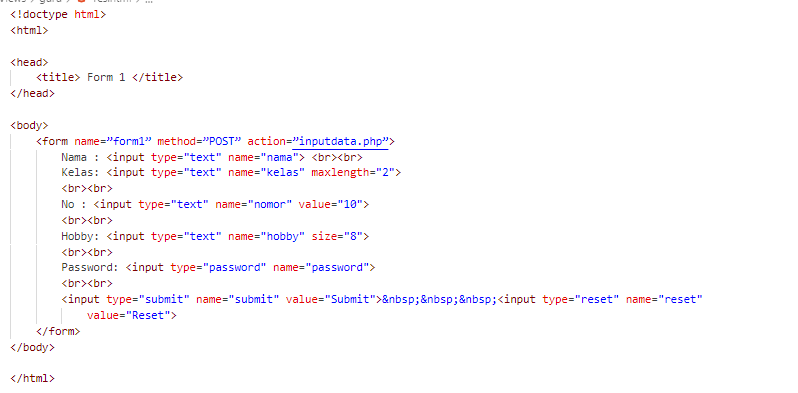 <!doctype html>
<html>
<head>
<title> Form 1 </title>
</head>
<body>
<form name=”form1” method=”POST” action=”inputdata.php”>
Nama : <input type="text" name="nama"> <br><br>
Kelas: <input type="text" name="kelas" maxlength="2">
<br><br>
No : <input type="text" name="nomor" value="10">
<br><br>
Hobby: <input type="text" name="hobby" size="8">
<br><br>
Password: <input type="password" name="password">
<br><br>
<input type="submit" name="submit" value="Submit">&nbsp;&nbsp;&nbsp;<input type="reset" name="reset"
value="Reset">
</form>
</body>
</html>